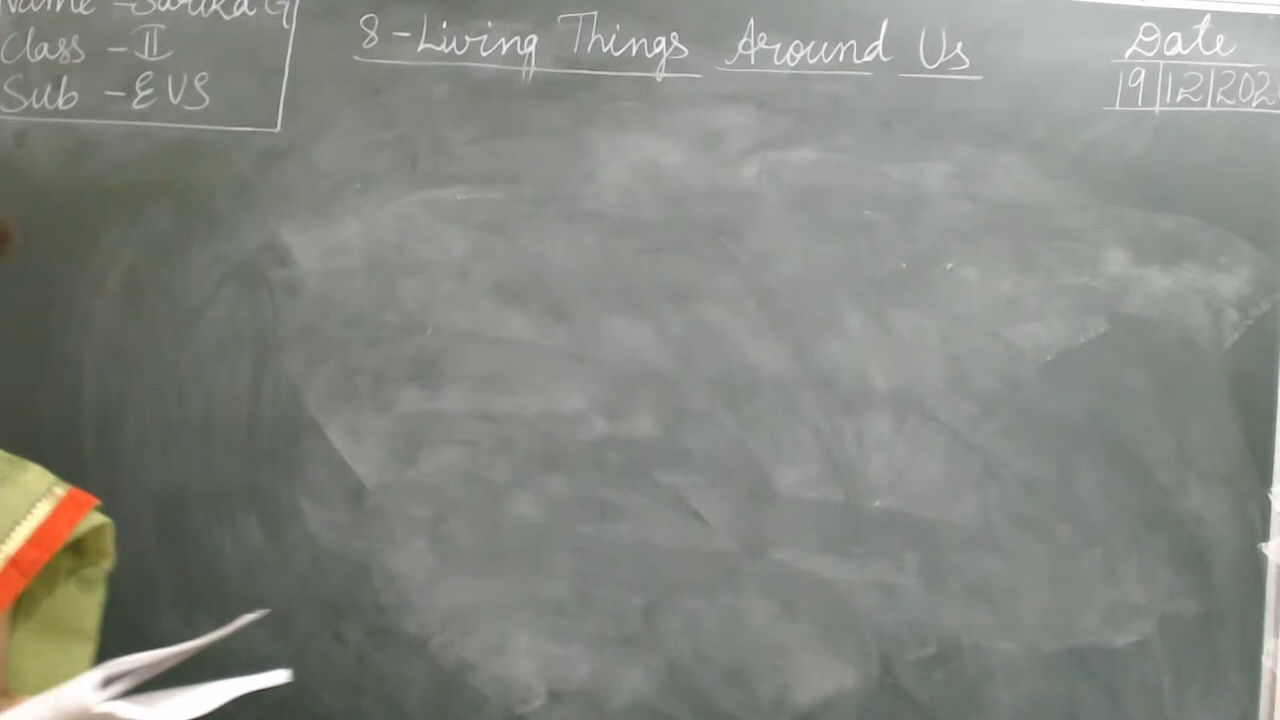 Name - Sarika G
Class - II
Sub - EVS
8 - Living Things Around Us
Date
19|12|202